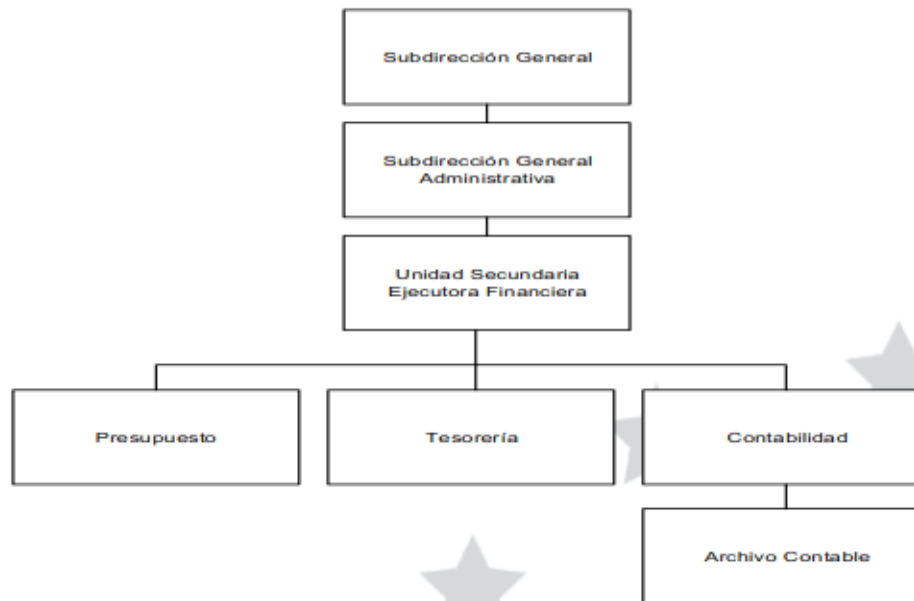 Subdirección General
Subdirección General
Administrativa
Unidad Secundaria
Ejecutora Financiera
Presupuesto
Tesorería
Contabilidad
Archivo Contable